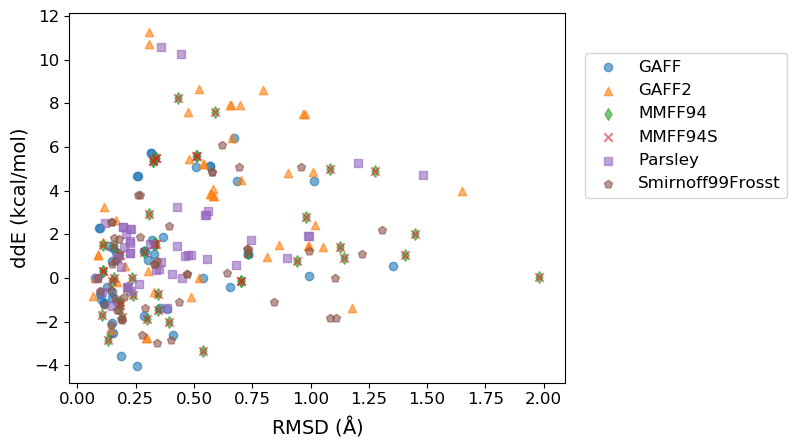 12
10
8
6
4
2
0
−2
−4
ddE (kcal/mol)
0.00 0.25 0.50 0.75 1.00 1.25 1.50 1.75 2.00
RMSD (Å)
GAFF
GAFF2
MMFF94
MMFF94S
Parsley
Smirnoff99Frosst